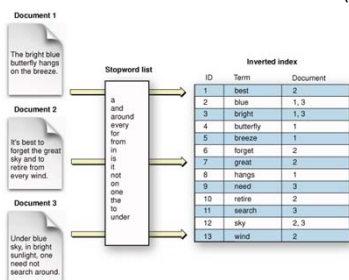 Document 1
The bright blue
butterfly hangs
on the breeze.
Document 2
It's best to
forget the great
sky and to
retire from
every wind.
Document 3
Under blue
sky, in bright
sunlight, one
need not
search around.
Stopword list
a
and
around
every
for
from
in
is
it
not
on
one
the
to
under
Inverted index
ID Term Document
1 best 2
2 blue 1, 3
3 bright 1, 3
4 butterfly 1
5 breeze 1
6 forget 2
7 great 2
8 hangs 1
9 need 3
10 retire 2
11 search 3
12 sky 2, 3
13 wind 2